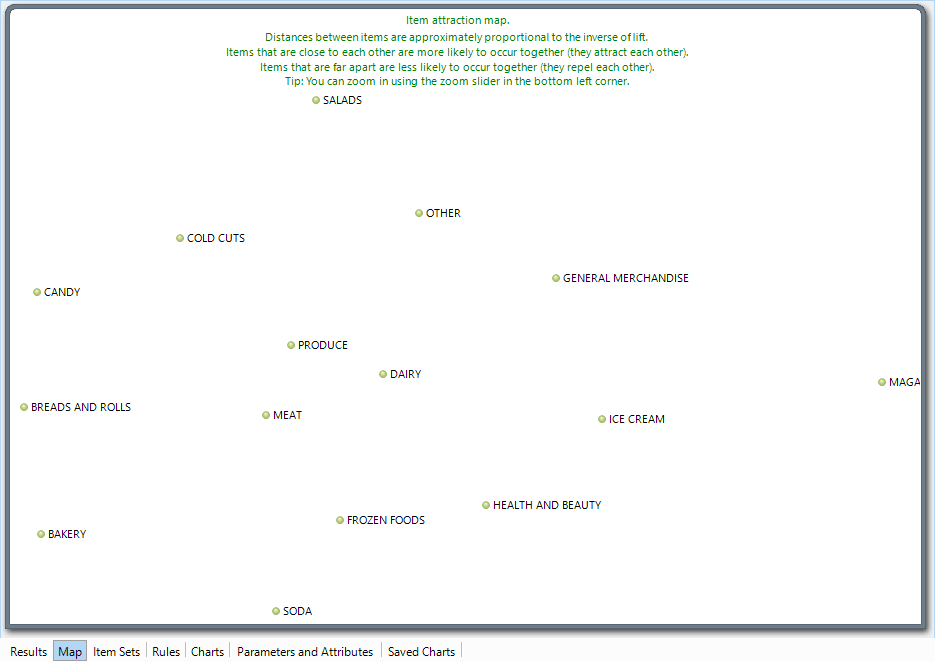 Item attraction map.
Distances between items are approximately proportional to the inverse of lift.
Items that are close to each other are more likely to occur together (they attract each other).
Items that are far apart are less likely to occur together (they repel each other).
Tip: You can zoom in using the zoom slider in the bottom left corner.
SALADS
OTHER
COLD CUTS
GENERAL MERCHANDISE
CANDY
PRODUCE
DAIRY
MAGA
BREADS AND ROLLS
MEAT
ICE CREAM
HEALTH AND BEAUTY
FROZEN FOODS
BAKERY
SODA
Results Map Item Sets Rules Charts Parameters and Attributes Saved Charts